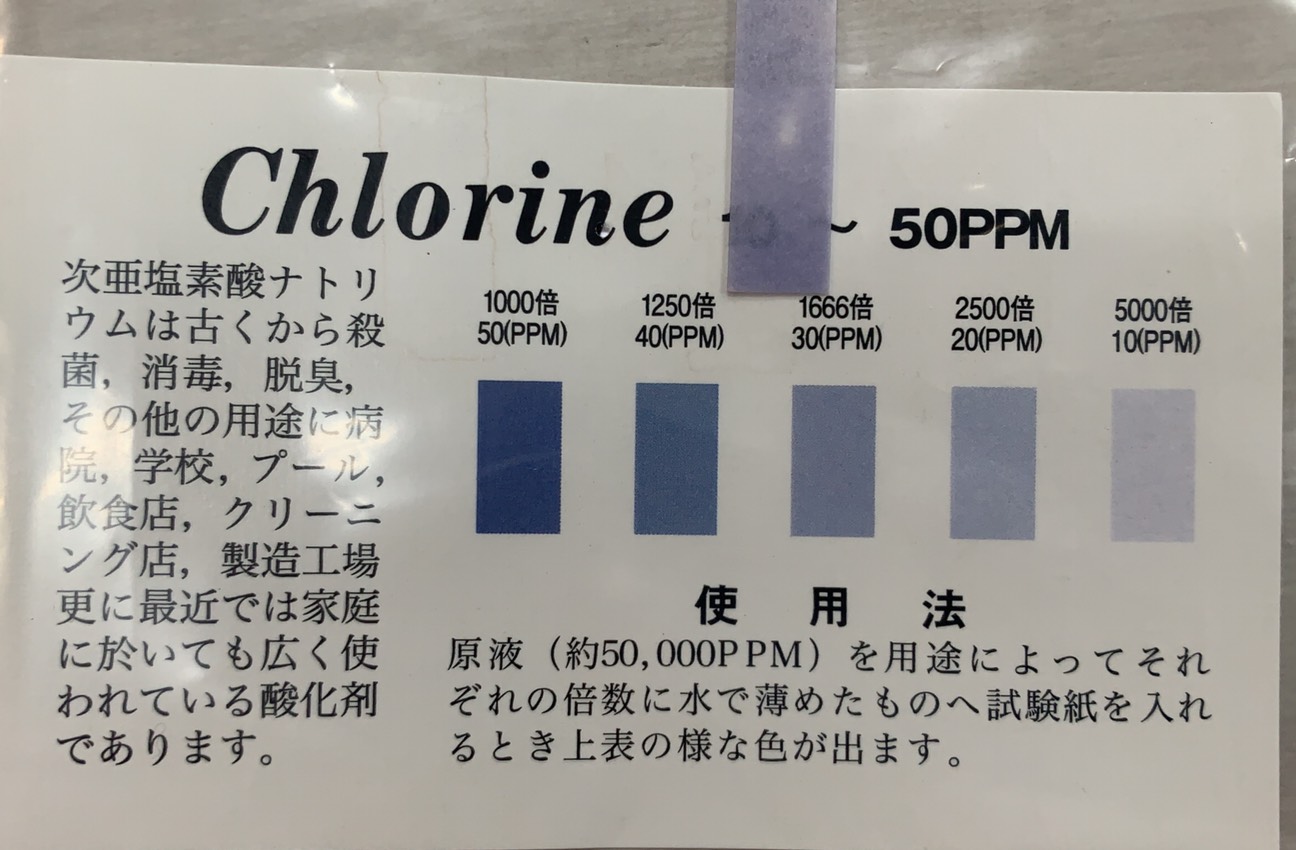 Chlorine ~ 50PPM
次亜塩素酸ナトリ
ウムは古くから殺
菌，消毒，脱臭，
その他の用途に病
院，学校，プール，
飲食店，クリーニ
ング店，製造工場
更に最近では家庭
に於いても広く使
われている酸化剤
であります。
1000倍 1250倍 1666倍 2500倍 5000倍
50(PPM) 40(PPM) 30(PPM) 20(PPM) 10(PPM)
使用法
原液（約50,000PPM）を用途によってそれ
ぞれの倍数に水で薄めたものへ試験紙を入れ
るとき上表の様な色が出ます。